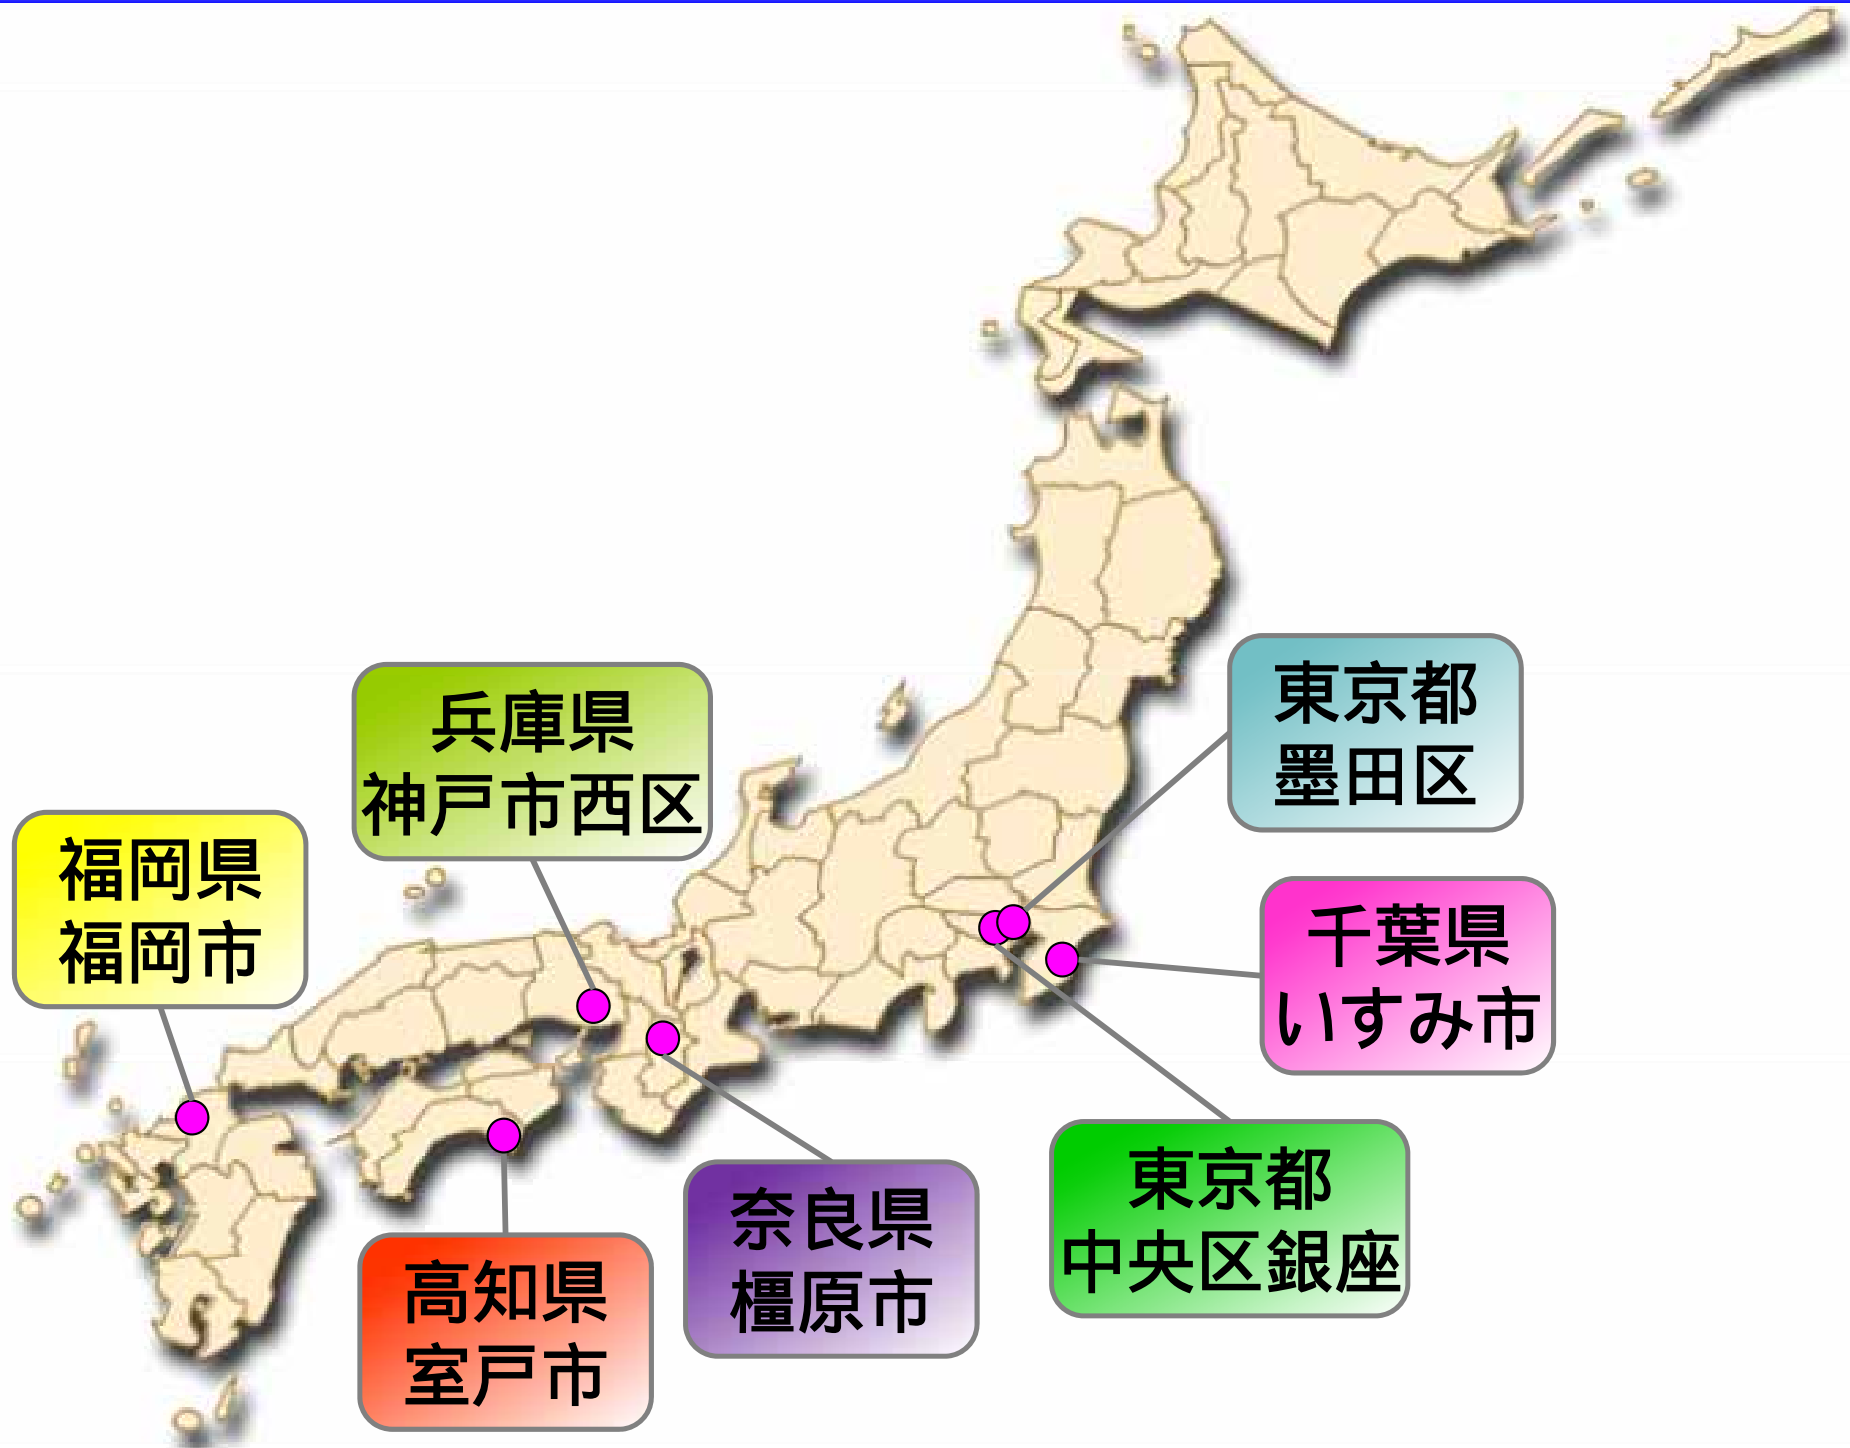 東京都
墨田区
兵庫県
神戸市西区
福岡県
福岡市
千葉県
いすみ市
東京都
中央区銀座
奈良県
橿原市
高知県
室戸市